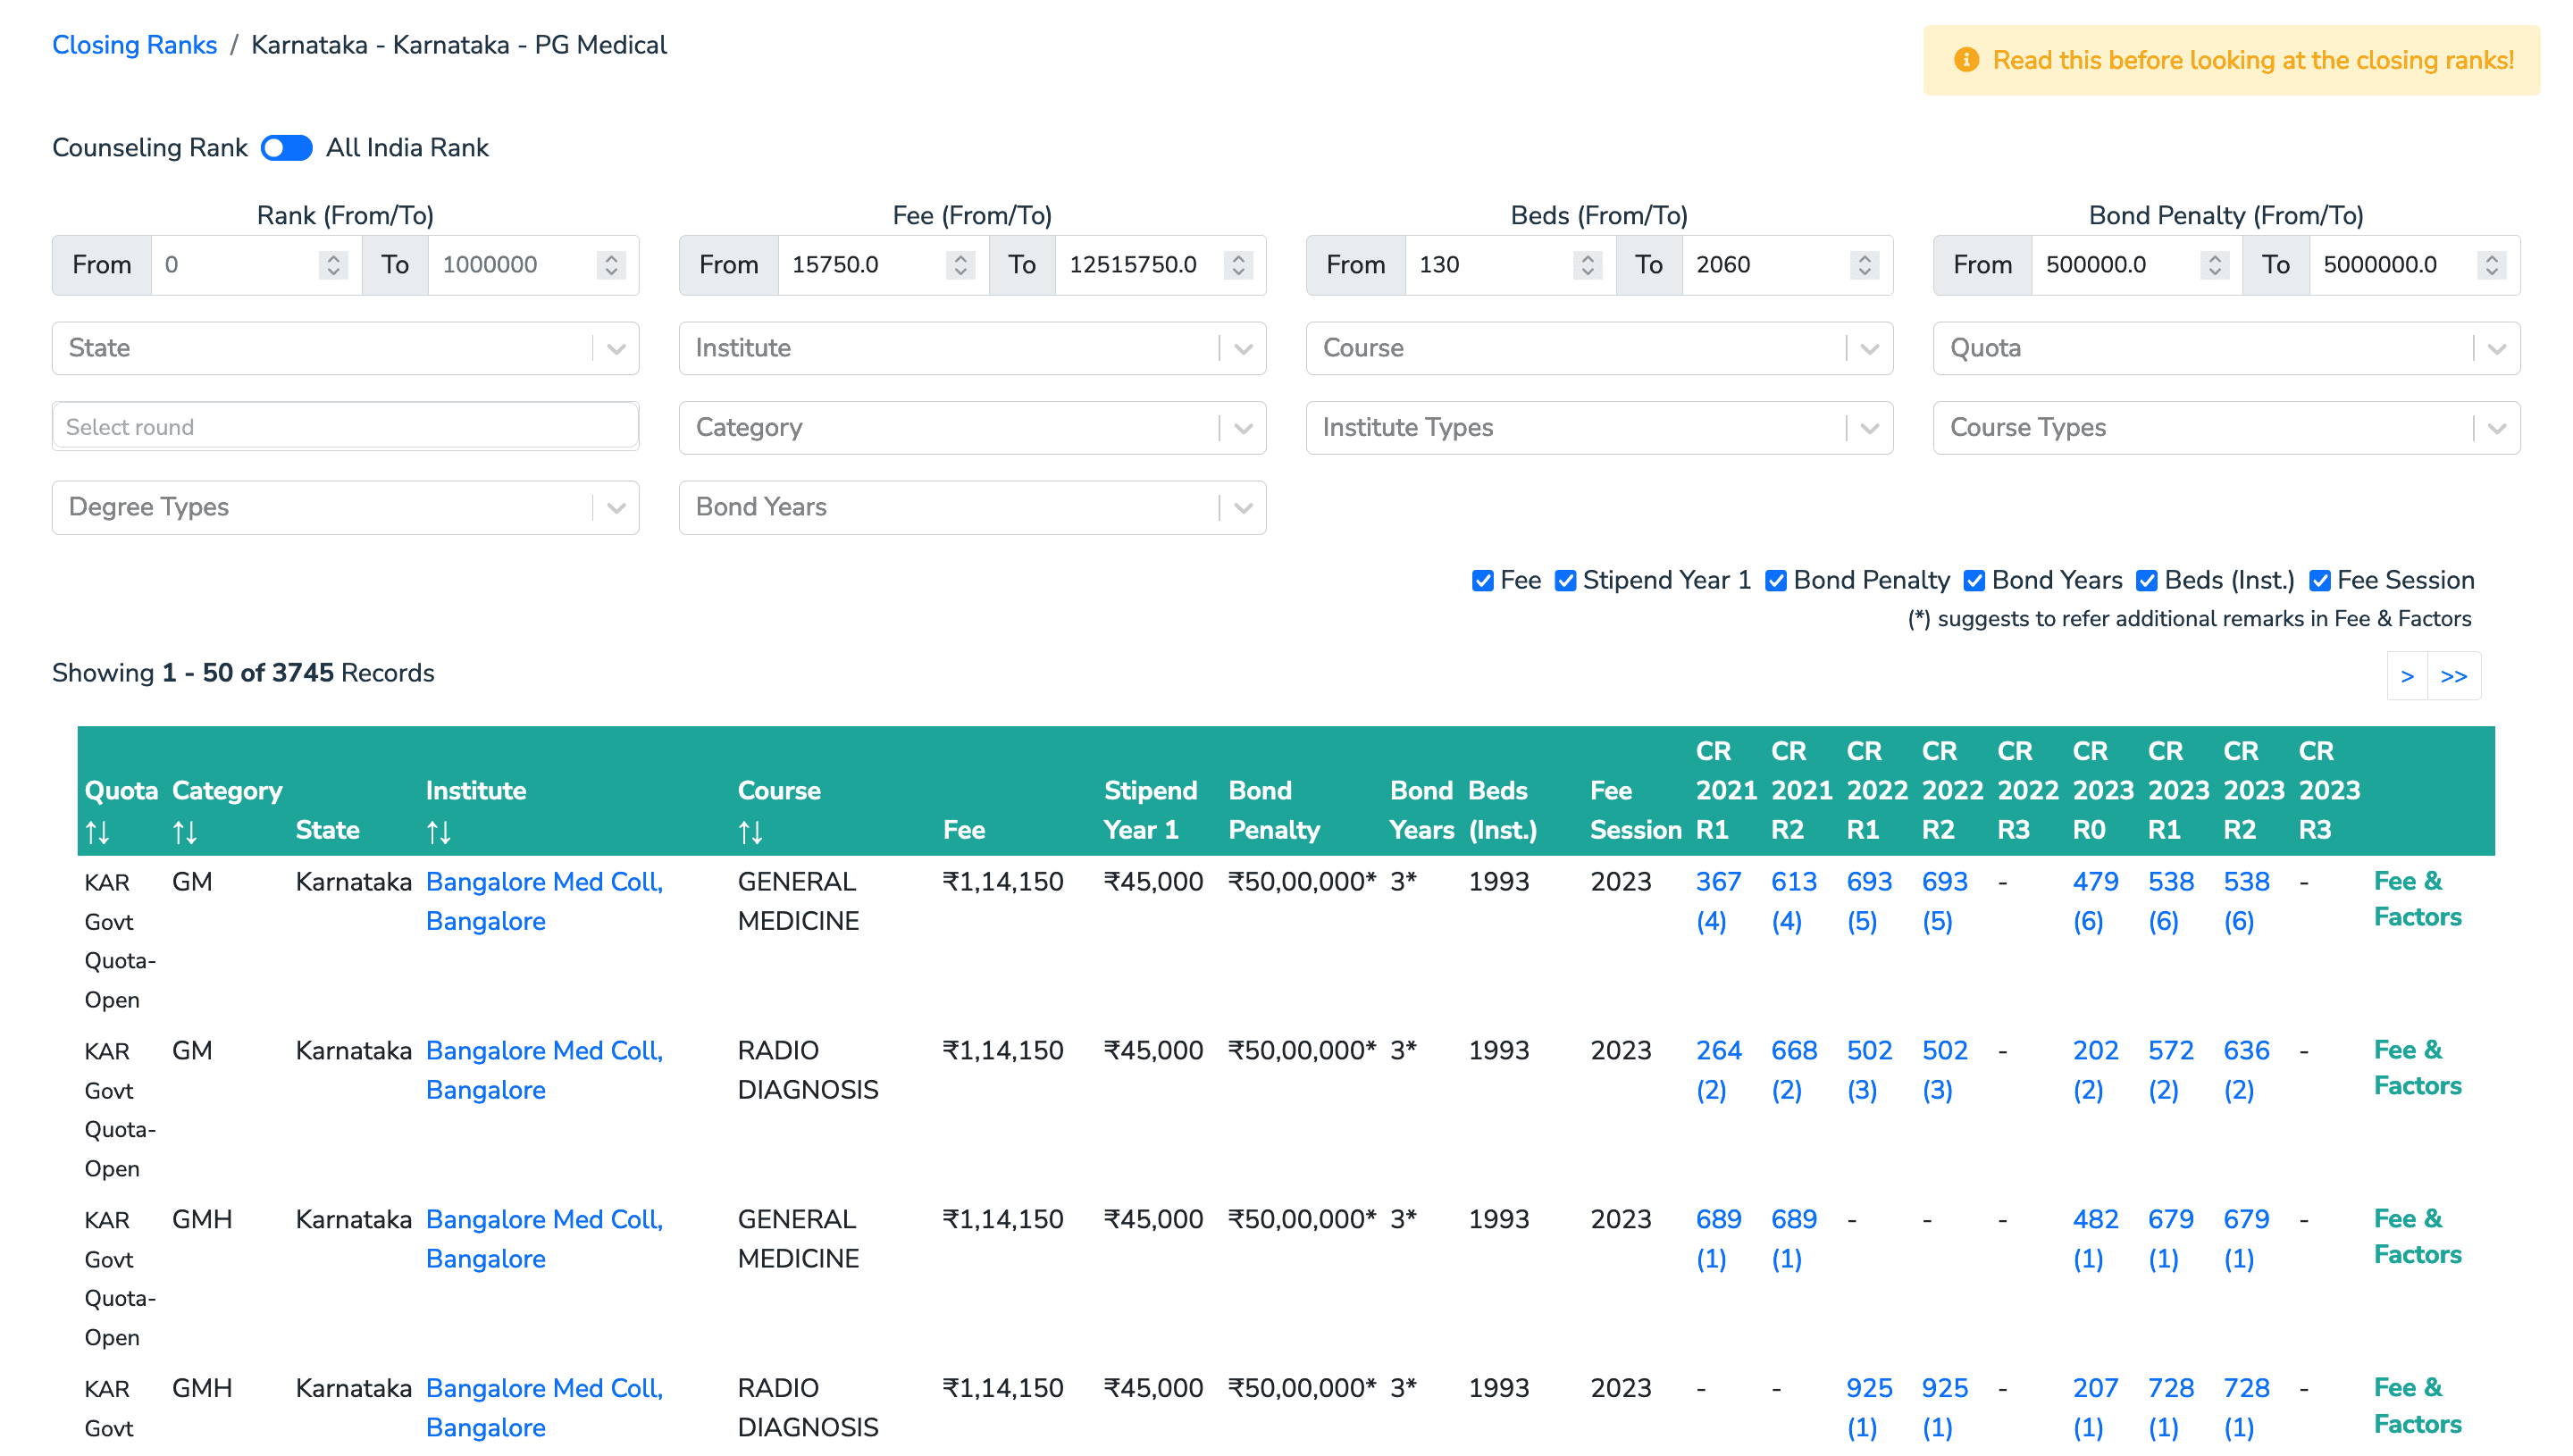 Closing Ranks / Karnataka - Karnataka - PG Medical
Read this before looking at the closing ranks!
Counseling Rank All India Rank
Rank (From/To) Fee (From/To) Beds (From/To) Bond Penalty (From/To)
From 0 To 1000000 From 15750.0 To 12515750.0 From 130 To 2060 From 500000.0 To 5000000.0
State Institute Course Quota
Select round Category Institute Types Course Types
Degree Types Bond Years
Fee Stipend Year 1 Bond Penalty Bond Years Beds (Inst.) Fee Session
(*) suggests to refer additional remarks in Fee & Factors
Showing 1 - 50 of 3745 Records
> >>
CR CR CR CR CR CR CR CR CR
Quota Category Institute Course Stipend Bond Bond Beds Fee 2021 2021 2022 2022 2022 2023 2023 2023 2023
↑↓ ↑↓ State ↑↓ ↑↓ Fee Year 1 Penalty Years (Inst.) Session R1 R2 R1 R2 R3 R0 R1 R2 R3
KAR GM Karnataka Bangalore Med Coll, GENERAL ₹1,14,150 ₹45,000 ₹50,00,000* 3* 1993 2023 367 613 693 693 - 479 538 538 - Fee &
Govt Bangalore MEDICINE (4) (4) (5) (5) (6) (6) (6) Factors
Quota-
Open
KAR GM Karnataka Bangalore Med Coll, RADIO ₹1,14,150 ₹45,000 ₹50,00,000* 3* 1993 2023 264 668 502 502 - 202 572 636 - Fee &
Govt Bangalore DIAGNOSIS (2) (2) (3) (3) (2) (2) (2) Factors
Quota-
Open
KAR GMH Karnataka Bangalore Med Coll, GENERAL ₹1,14,150 ₹45,000 ₹50,00,000* 3* 1993 2023 689 689 - - - 482 679 679 - Fee &
Govt Bangalore MEDICINE (1) (1) (1) (1) (1) Factors
Quota-
Open
KAR GMH Karnataka Bangalore Med Coll, RADIO ₹1,14,150 ₹45,000 ₹50,00,000* 3* 1993 2023 - - 925 925 - 207 728 728 - Fee &
Govt Bangalore DIAGNOSIS (1) (1) (1) (1) (1) Factors